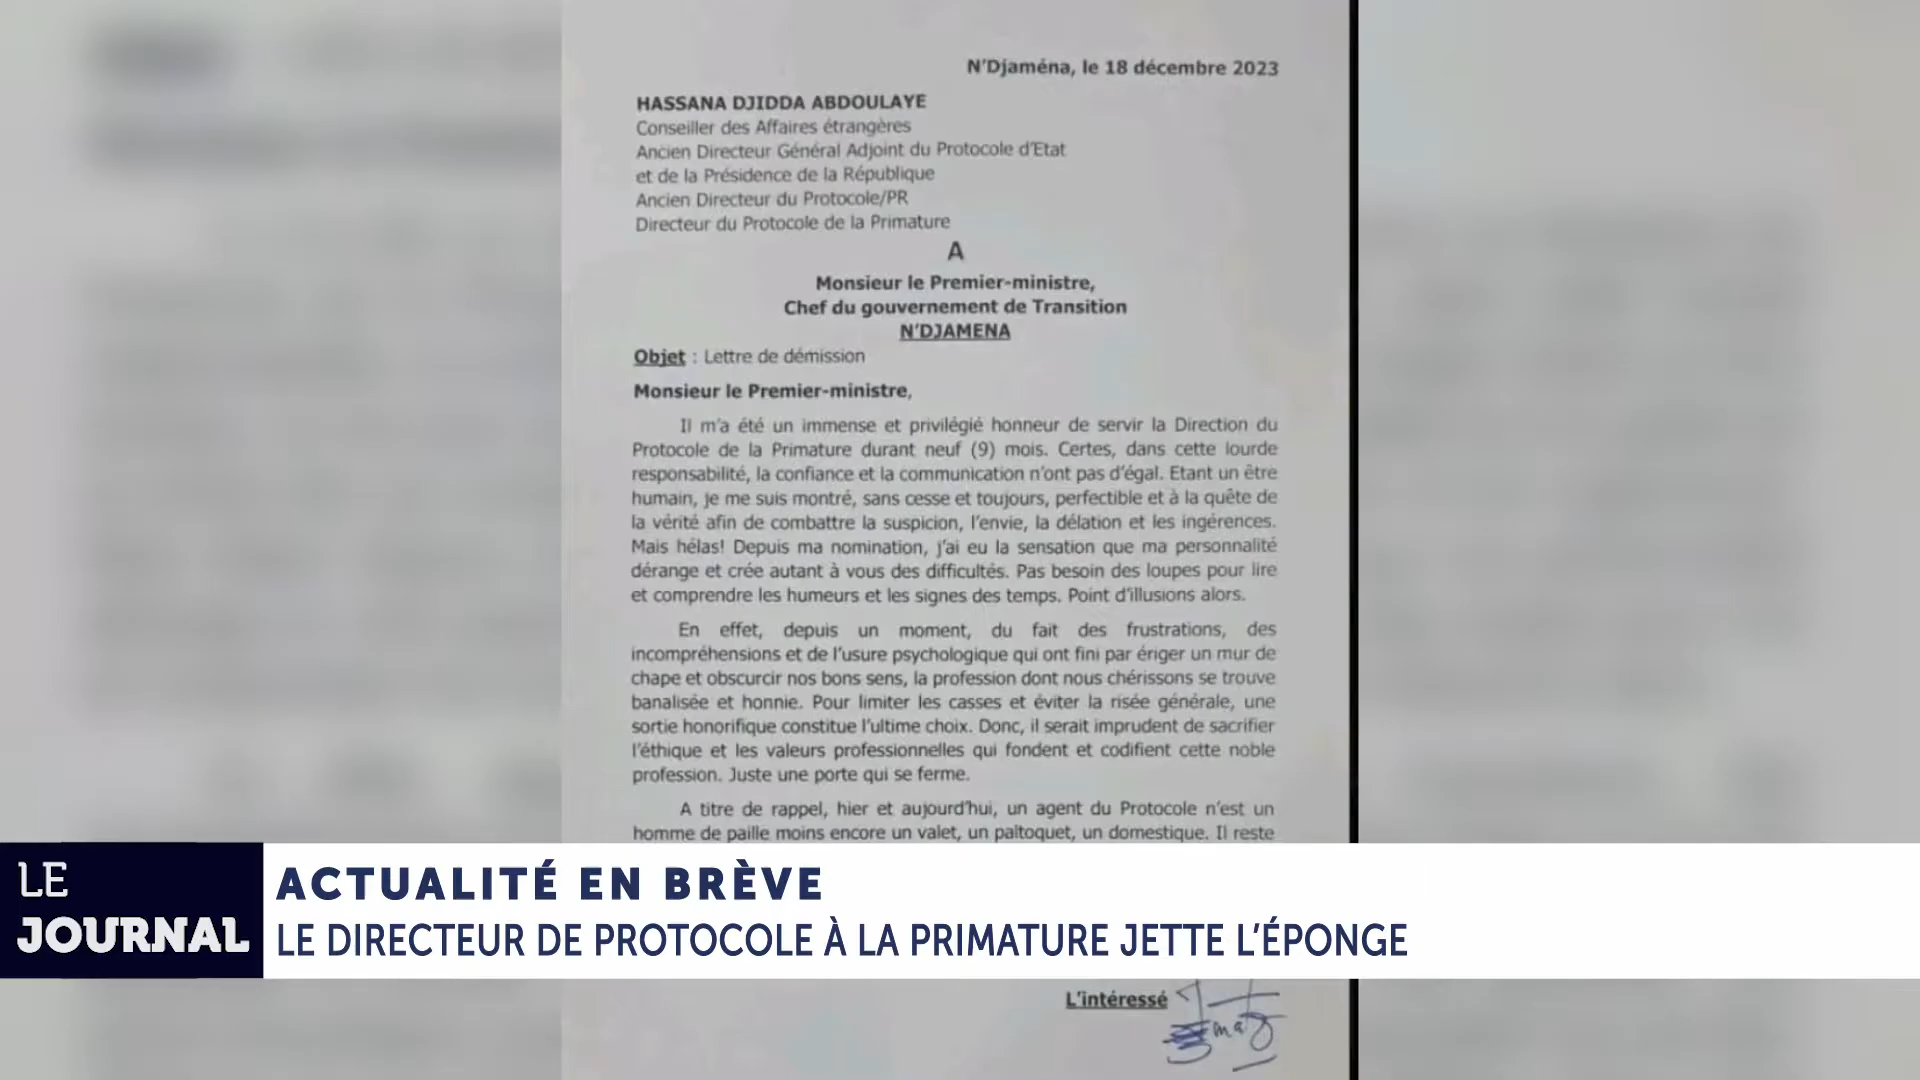 N'Djaména, le 18 décembre 2023
HASSANA DJIDDA ABDOULAYE
Conseiller des Affaires étrangères
Ancien Directeur Général Adjoint du Protocole d'Etat
et de la Présidence de la République
Ancien Directeur du Protocole/PR
Directeur du Protocole de la Primature
A
Monsieur le Premier-ministre,
Chef du gouvernement de Transition
N'DJAMENA
Objet : Lettre de démission
Monsieur le Premier-ministre,
Il m'a été un immense et privilégié honneur de servir la Direction du
Protocole de la Primature durant neuf (9) mois. Certes, dans cette lourde
responsabilité, la confiance et la communication n'ont pas d'égal. Etant un être
humain, je me suis montré, sans cesse et toujours, perfectible et à la quête de
la vérité afin de combattre la suspicion, l'envie, la délation et les ingérences.
Mais hélas! Depuis ma nomination, j'ai eu la sensation que ma personnalité
dérange et crée autant à vous des difficultés. Pas besoin des loupes pour lire
et comprendre les humeurs et les signes des temps. Point d'illusions alors.
En effet, depuis un moment, du fait des frustrations, des
incompréhensions et de l'usure psychologique qui ont fini par ériger un mur de
chape et obscurcir nos bons sens, la profession dont nous chérissons se trouve
banalisée et honnie. Pour limiter les casses et éviter la risée générale, une
sortie honorifique constitue l'ultime choix. Donc, il serait imprudent de sacrifier
l'éthique et les valeurs professionnelles qui fondent et codifient cette noble
profession. Juste une porte qui se ferme.
A titre de rappel, hier et aujourd'hui, un agent du Protocole n'est un
homme de paille moins encore un valet, un paltoquet, un domestique. Il reste
LE
JOURNAL
ACTUALITÉ EN BRÈVE
LE DIRECTEUR DE PROTOCOLE À LA PRIMATURE JETTE L'ÉPONGE
L'intéressé